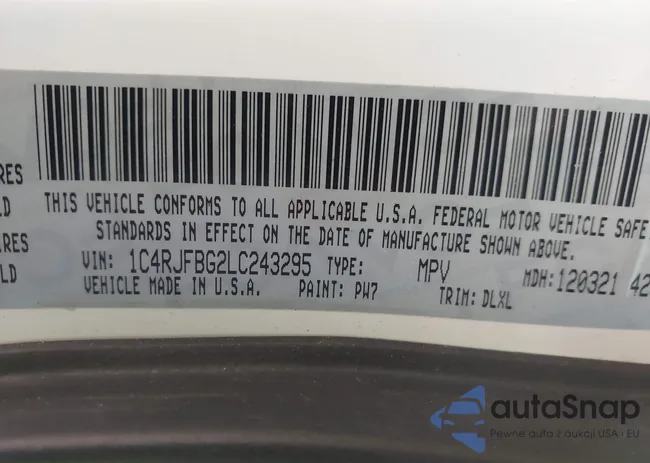 IRES
LD
IRES
LD
THIS VEHICLE CONFORMS TO ALL APPLICABLE U.S.A. FEDERAL MOTOR VEHICLE SAFE
STANDARDS IN EFFECT ON THE DATE OF MANUFACTURE SHOWN ABOVE.
VIN: 1C4RJFBG2LC243295 TYPE: MPV MDH:120321 42
VEHICLE MADE IN U.S.A. PAINT: PW7 TRIM: DLXL
autaSnap
Pewne auta z aukcji USA i EU